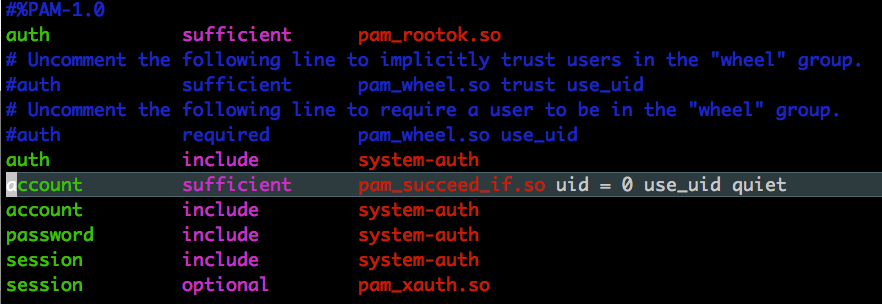 #%PAM-1.0
auth sufficient pam_rootok.so
# Uncomment the following line to implicitly trust users in the "wheel" group.
#auth sufficient pam_wheel.so trust use_uid
# Uncomment the following line to require a user to be in the "wheel" group.
#auth required pam_wheel.so use_uid
auth include system-auth
account sufficient pam_succeed_if.so uid = 0 use_uid quiet
account include system-auth
password include system-auth
session include system-auth
session optional pam_xauth.so